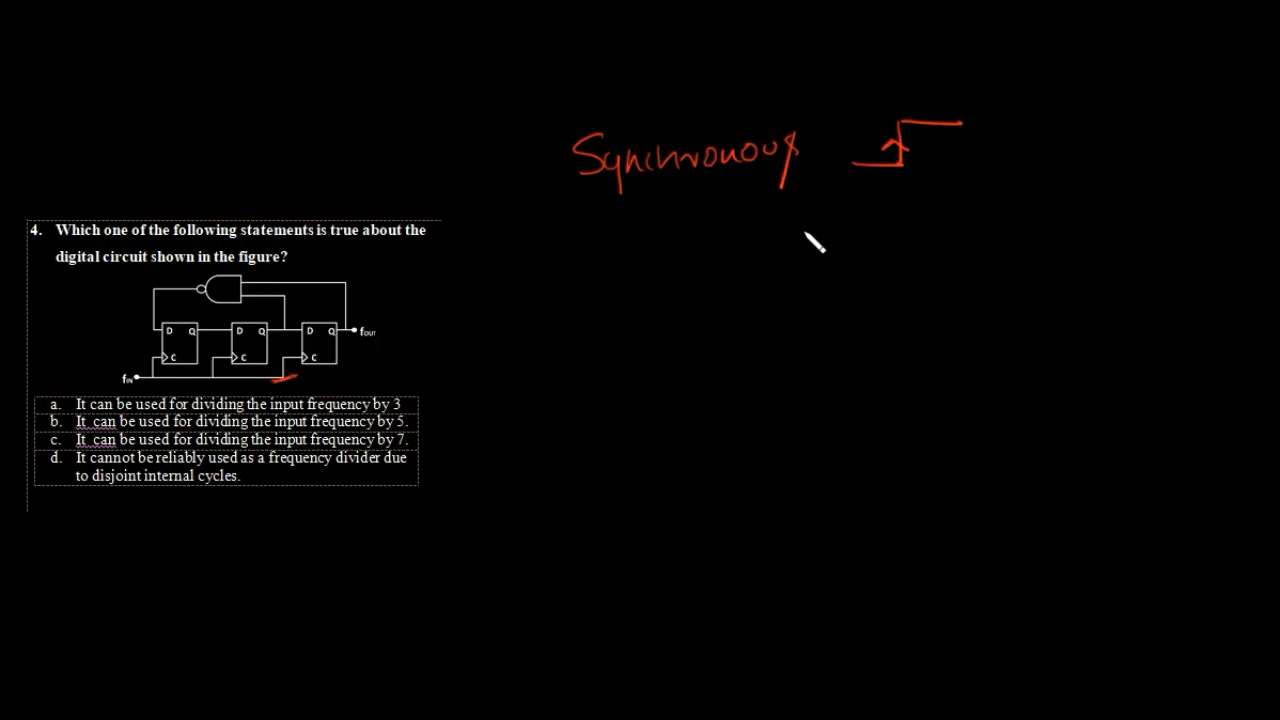 Synchronous
4. Which one of the following statements is true about the
digital circuit shown in the figure?
D Q D Q D Q fOUT
C C C
fIN
a. It can be used for dividing the input frequency by 3
b. It can be used for dividing the input frequency by 5.
c. It can be used for dividing the input frequency by 7.
d. It cannot be reliably used as a frequency divider due
to disjoint internal cycles.